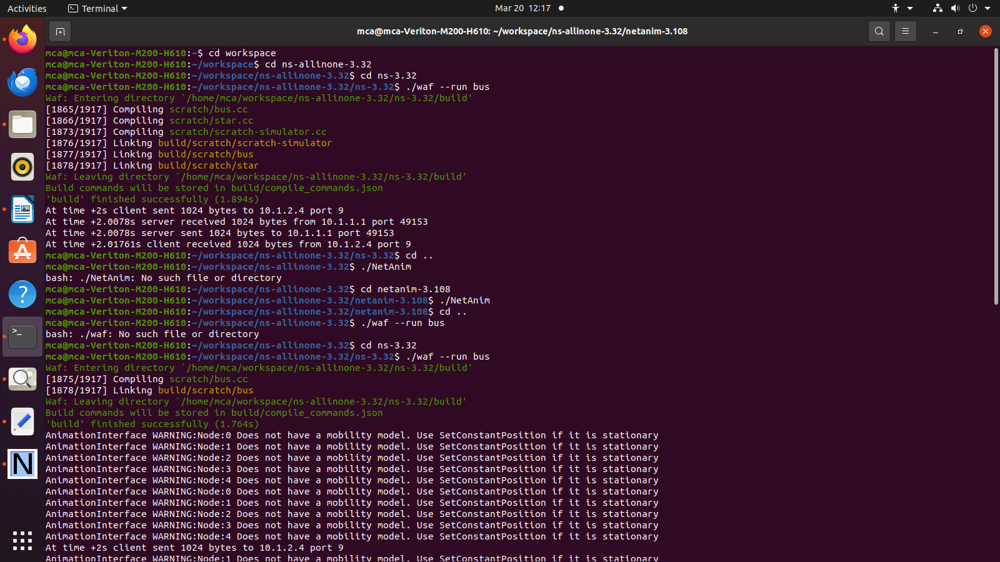 Activities
Terminal
Mar 20 12:17
mca@mca-Veriton-M200-H610: ~/workspace/ns-allinone-3.32/netanim-3.108
mca@mca-Veriton-M200-H610:~$ cd workspace
mca@mca-Veriton-M200-H610:~/workspace$ cd ns-allinone-3.32
mca@mca-Veriton-M200-H610:~/workspace/ns-allinone-3.32$ cd ns-3.32
mca@mca-Veriton-M200-H610:~/workspace/ns-allinone-3.32/ns-3.32$ ./waf --run bus
Waf: Entering directory `/home/mca/workspace/ns-allinone-3.32/ns-3.32/build'
[1865/1917] Compiling scratch/bus.cc
[1866/1917] Compiling scratch/star.cc
[1873/1917] Compiling scratch/scratch-simulator.cc
[1876/1917] Linking build/scratch/scratch-simulator
[1877/1917] Linking build/scratch/bus
[1878/1917] Linking build/scratch/star
Waf: Leaving directory `/home/mca/workspace/ns-allinone-3.32/ns-3.32/build'
Build commands will be stored in build/compile_commands.json
'build' finished successfully (1.894s)
At time +2s client sent 1024 bytes to 10.1.2.4 port 9
At time +2.0078s server received 1024 bytes from 10.1.1.1 port 49153
At time +2.0078s server sent 1024 bytes to 10.1.1.1 port 49153
At time +2.01761s client received 1024 bytes from 10.1.2.4 port 9
mca@mca-Veriton-M200-H610:~/workspace/ns-allinone-3.32/ns-3.32$ cd ..
mca@mca-Veriton-M200-H610:~/workspace/ns-allinone-3.32$ ./NetAnim
bash: ./NetAnim: No such file or directory
mca@mca-Veriton-M200-H610:~/workspace/ns-allinone-3.32$ cd netanim-3.108
mca@mca-Veriton-M200-H610:~/workspace/ns-allinone-3.32/netanim-3.108$ ./NetAnim
mca@mca-Veriton-M200-H610:~/workspace/ns-allinone-3.32/netanim-3.108$ cd ..
mca@mca-Veriton-M200-H610:~/workspace/ns-allinone-3.32$ ./waf --run bus
bash: ./waf: No such file or directory
mca@mca-Veriton-M200-H610:~/workspace/ns-allinone-3.32$ cd ns-3.32
mca@mca-Veriton-M200-H610:~/workspace/ns-allinone-3.32/ns-3.32$ ./waf --run bus
Waf: Entering directory `/home/mca/workspace/ns-allinone-3.32/ns-3.32/build'
[1875/1917] Compiling scratch/bus.cc
[1878/1917] Linking build/scratch/bus
Waf: Leaving directory `/home/mca/workspace/ns-allinone-3.32/ns-3.32/build'
Build commands will be stored in build/compile_commands.json
'build' finished successfully (1.764s)
AnimationInterface WARNING:Node:0 Does not have a mobility model. Use SetConstantPosition if it is stationary
AnimationInterface WARNING:Node:1 Does not have a mobility model. Use SetConstantPosition if it is stationary
AnimationInterface WARNING:Node:2 Does not have a mobility model. Use SetConstantPosition if it is stationary
AnimationInterface WARNING:Node:3 Does not have a mobility model. Use SetConstantPosition if it is stationary
AnimationInterface WARNING:Node:4 Does not have a mobility model. Use SetConstantPosition if it is stationary
AnimationInterface WARNING:Node:0 Does not have a mobility model. Use SetConstantPosition if it is stationary
AnimationInterface WARNING:Node:1 Does not have a mobility model. Use SetConstantPosition if it is stationary
AnimationInterface WARNING:Node:2 Does not have a mobility model. Use SetConstantPosition if it is stationary
AnimationInterface WARNING:Node:3 Does not have a mobility model. Use SetConstantPosition if it is stationary
AnimationInterface WARNING:Node:4 Does not have a mobility model. Use SetConstantPosition if it is stationary
At time +2s client sent 1024 bytes to 10.1.2.4 port 9
AnimationInterface WARNING:Node:1 Does not have a mobility model. Use SetConstantPosition if it is stationary